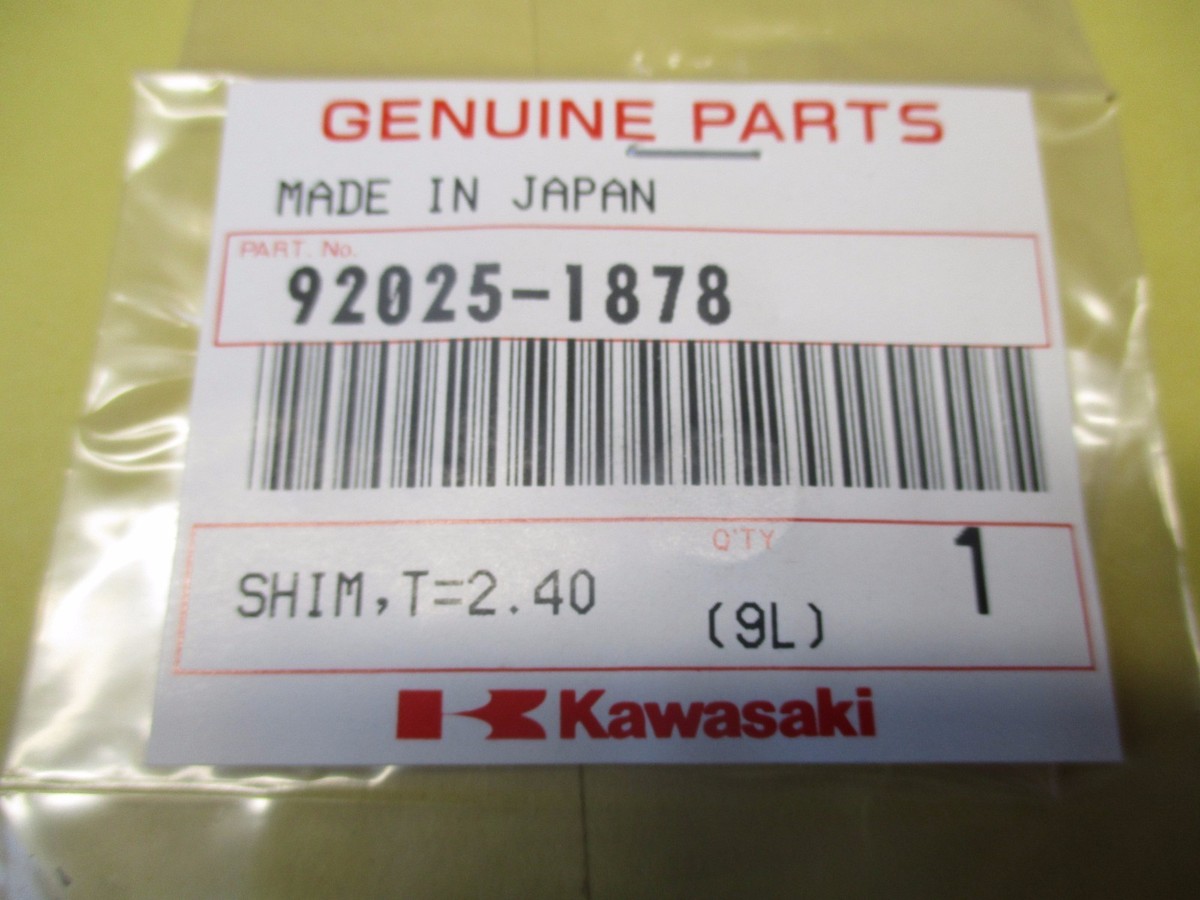 GENUINE PARTS
MADE IN JAPAN
PART. No.
92025-1878
Q'TY
SHIM,T=2.40 (9L) 1
Kawasaki